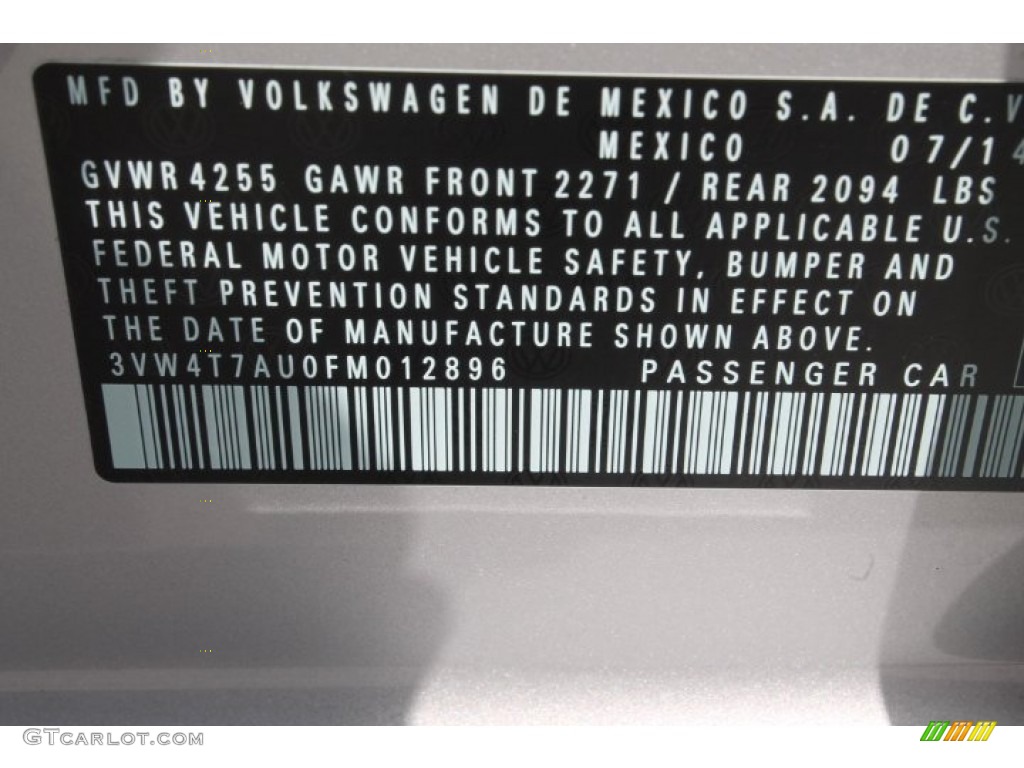 MFD BY VOLKSWAGEN DE MEXICO S.A. DE C.V
MEXICO 07/14
GVWR 4255 GAWR FRONT 2271 / REAR 2094 LBS
THIS VEHICLE CONFORMS TO ALL APPLICABLE U.S.
FEDERAL MOTOR VEHICLE SAFETY, BUMPER AND
THEFT PREVENTION STANDARDS IN EFFECT ON
THE DATE OF MANUFACTURE SHOWN ABOVE.
3VW4T7AU0FM012896 PASSENGER CAR
GTCARLOT.COM